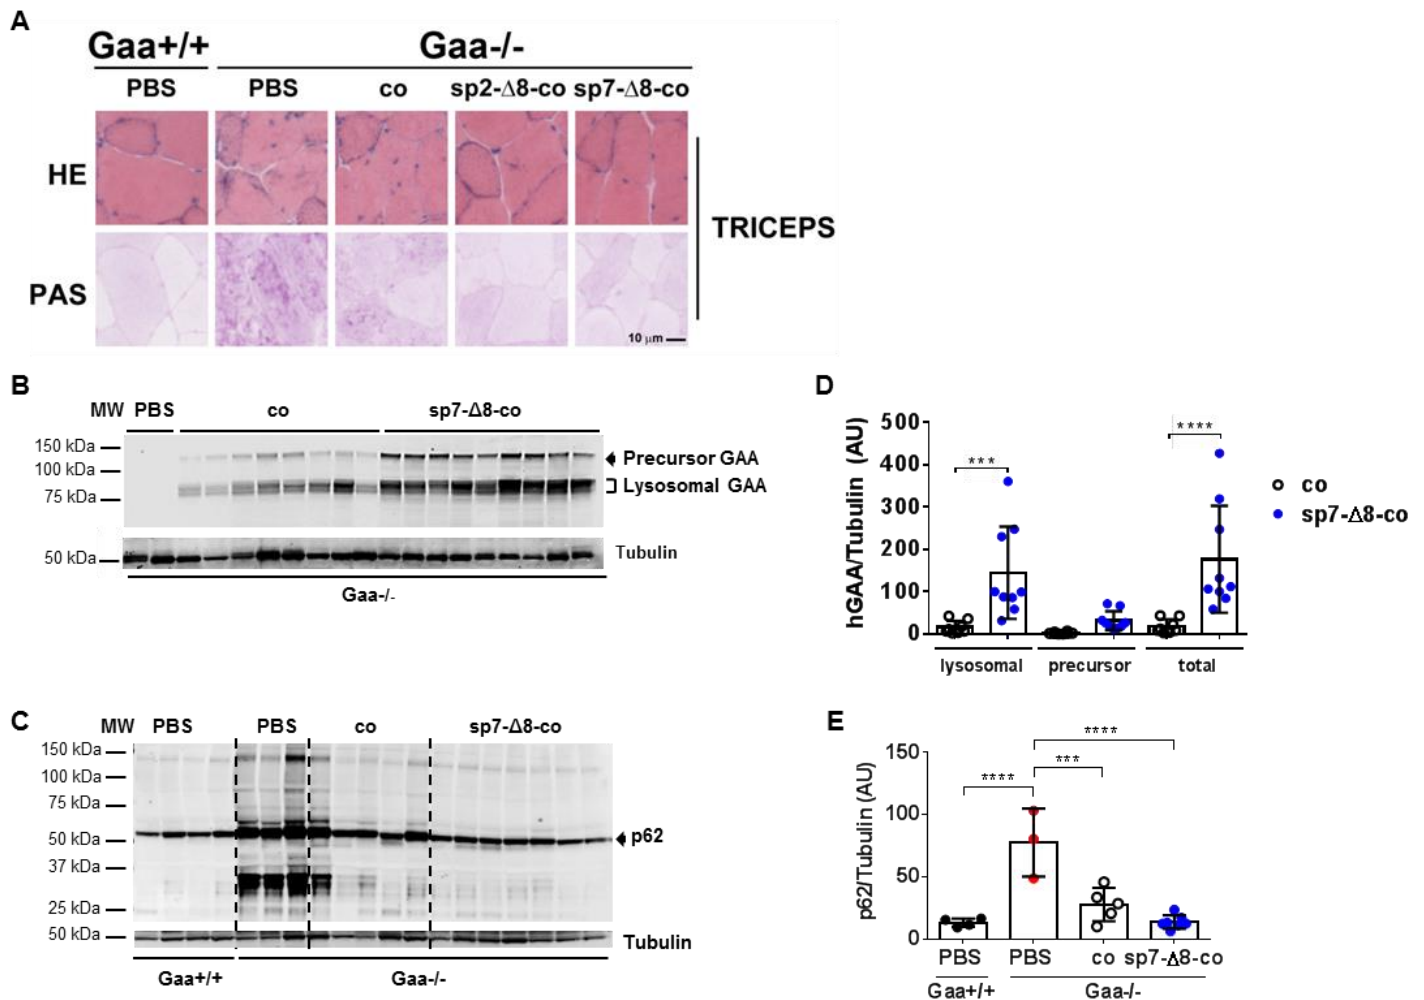 A
Gaa+/+ Gaa-/-
PBS PBS co sp2-Δ8-co sp7-Δ8-co
HE
TRICEPS
PAS
10 μm
B
MW PBS co sp7-Δ8-co
150 kDa
100 kDa
75 kDa
Precursor GAA
Lysosomal GAA
50 kDa
Tubulin
Gaa-/-
D
hGAA/Tubulin (AU)
500
400
300
200
100
0
*** ****
co
sp7-Δ8-co
lysosomal precursor total
C
MW PBS PBS co sp7-Δ8-co
150 kDa
100 kDa
75 kDa
50 kDa
37 kDa
25 kDa
50 kDa
p62
Tubulin
Gaa+/+ Gaa-/-
E
p62/Tubulin (AU)
150
100
50
0
****
***
****
PBS PBS co sp7-Δ8-co
Gaa+/+ Gaa-/-